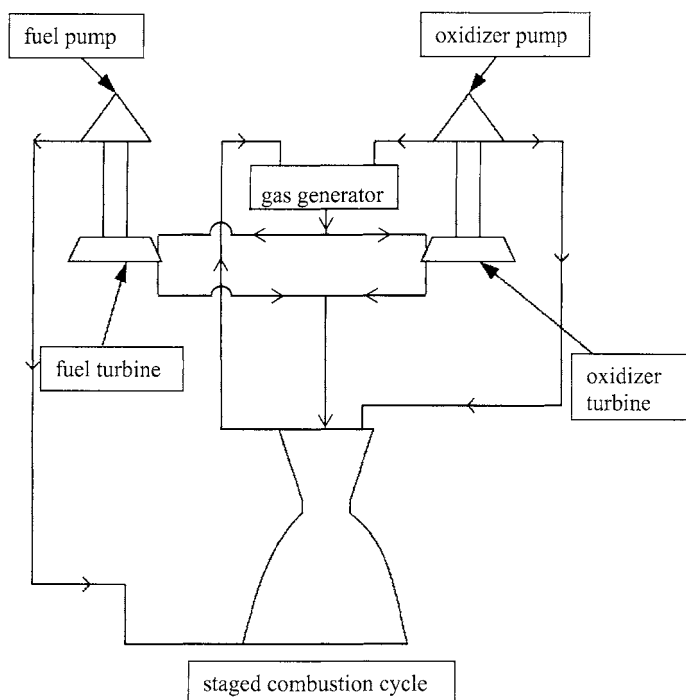 fuel pump
oxidizer pump
gas generator
fuel turbine
oxidizer
turbine
staged combustion cycle